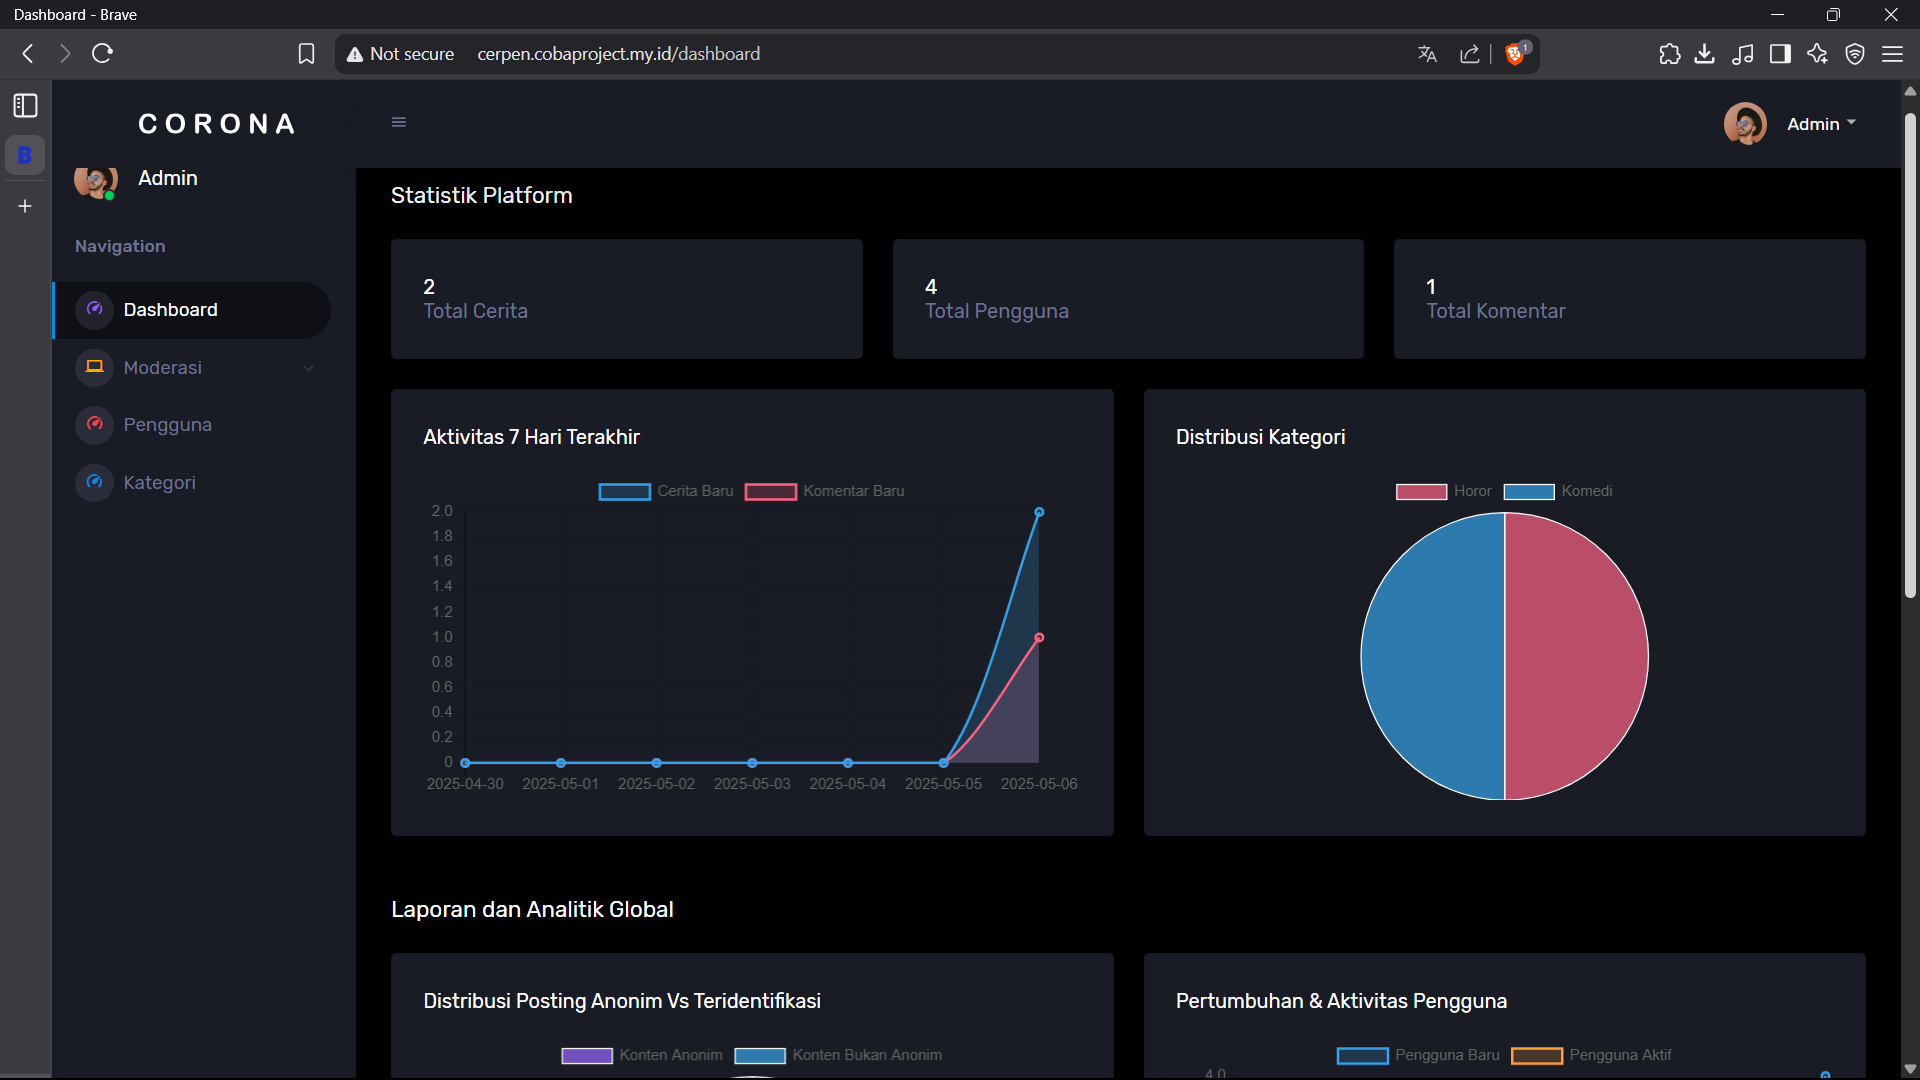 Dashboard - Brave
Not secure cerpen.cobaproject.my.id/dashboard
1
CORONA
Admin
B
Admin
Navigation
Dashboard
Moderasi
Pengguna
Kategori
Statistik Platform
2
Total Cerita
4
Total Pengguna
1
Total Komentar
Aktivitas 7 Hari Terakhir
Cerita Baru Komentar Baru
2.0
1.8
1.6
1.4
1.2
1.0
0.8
0.6
0.4
0.2
0
2025-04-30 2025-05-01 2025-05-02 2025-05-03 2025-05-04 2025-05-05 2025-05-06
Distribusi Kategori
Horor Komedi
Laporan dan Analitik Global
Distribusi Posting Anonim Vs Teridentifikasi
Konten Anonim Konten Bukan Anonim
Pertumbuhan & Aktivitas Pengguna
Pengguna Baru Pengguna Aktif
4.0